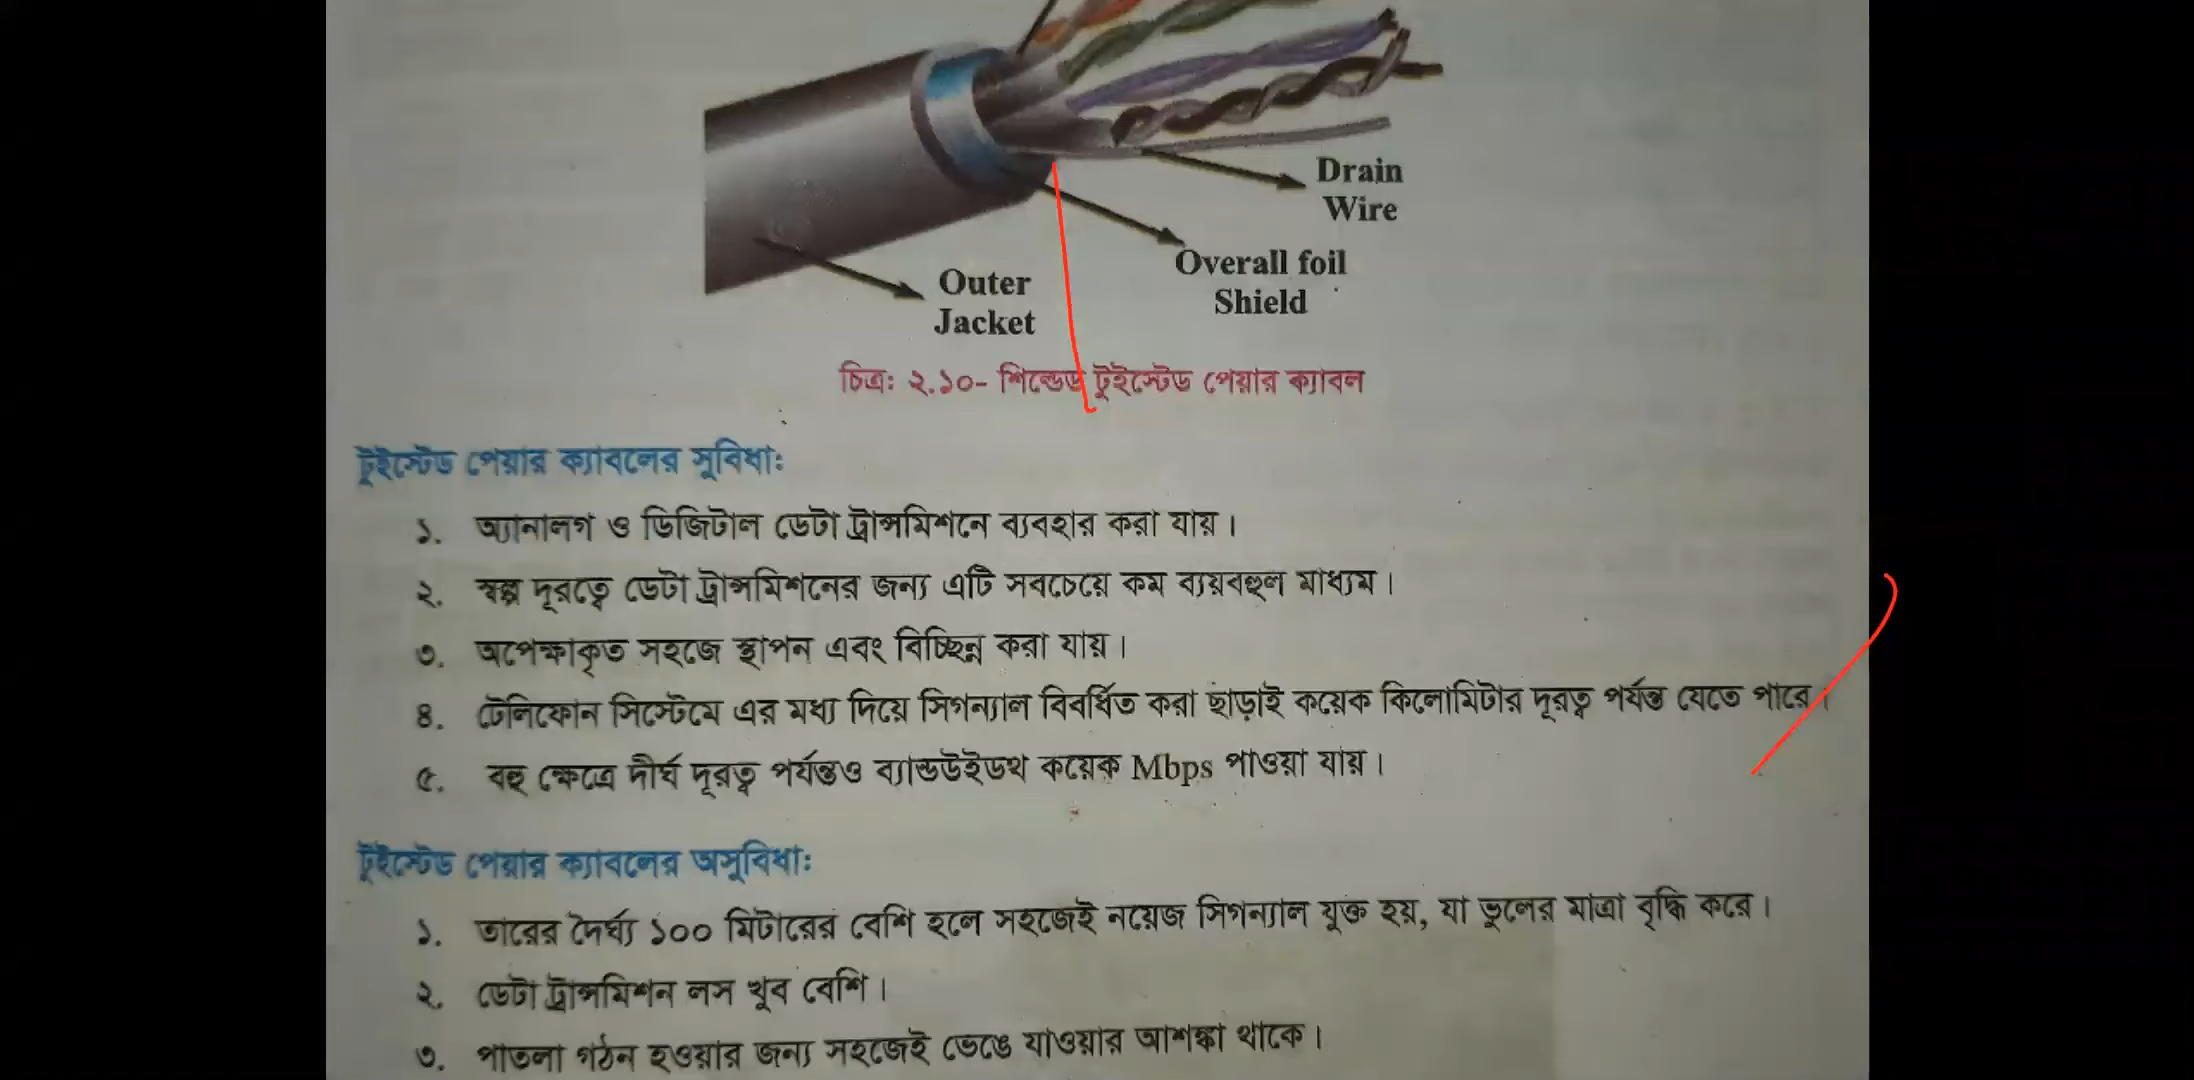 Drain
Wire
Overall foil
Shield
Outer
Jacket
চিত্র: ২.১০- শিল্ডেড টুইস্টেড পেয়ার ক্যাবল
টুইস্টেড পেয়ার ক্যাবলের সুবিধা:
১. অ্যানালগ ও ডিজিটাল ডেটা ট্রান্সমিশনে ব্যবহার করা যায়।
২. স্বল্প দূরত্বে ডেটা ট্রান্সমিশনের জন্য এটি সবচেয়ে কম ব্যয়বহুল মাধ্যম।
৩. অপেক্ষাকৃত সহজে স্থাপন এবং বিচ্ছিন্ন করা যায়।
৪. টেলিফোন সিস্টেমে এর মধ্য দিয়ে সিগন্যাল বিবর্ধিত করা ছাড়াই কয়েক কিলোমিটার দূরত্ব পর্যন্ত যেতে পারে।
৫. বহু ক্ষেত্রে দীর্ঘ দূরত্ব পর্যন্তও ব্যান্ডউইডথ কয়েক Mbps পাওয়া যায়।
টুইস্টেড পেয়ার ক্যাবলের অসুবিধা:
১. তারের দৈর্ঘ্য ১০০ মিটারের বেশি হলে সহজেই নয়েজ সিগন্যাল যুক্ত হয়, যা ভুলের মাত্রা বৃদ্ধি করে।
২. ডেটা ট্রান্সমিশন লস খুব বেশি।
৩. পাতলা গঠন হওয়ার জন্য সহজেই ভেঙে যাওয়ার আশঙ্কা থাকে।